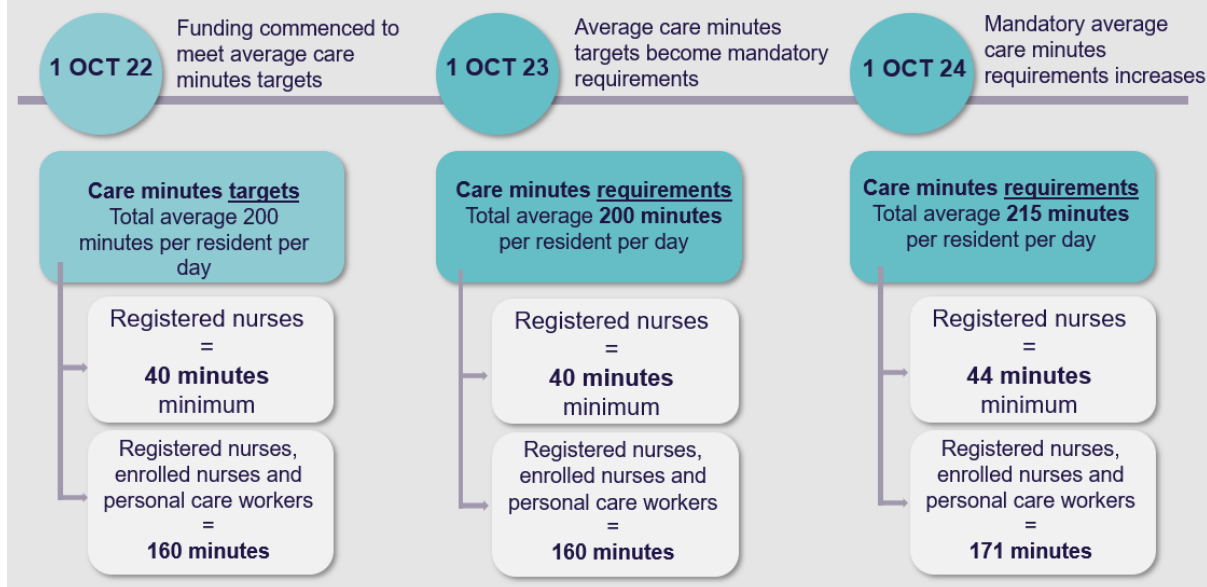 1 OCT 22
Funding commenced to
meet average care
minutes targets
1 OCT 23
Average care minutes
targets become mandatory
requirements
1 OCT 24
Mandatory average
care minutes
requirements increases
Care minutes targets
Total average 200
minutes per resident per
day
Registered nurses
=
40 minutes
minimum
Registered nurses,
enrolled nurses and
personal care workers
=
160 minutes
Care minutes requirements
Total average 200 minutes
per resident per day
Registered nurses
=
40 minutes
minimum
Registered nurses,
enrolled nurses and
personal care workers
=
160 minutes
Care minutes requirements
Total average 215 minutes
per resident per day
Registered nurses
=
44 minutes
minimum
Registered nurses,
enrolled nurses and
personal care workers
=
171 minutes